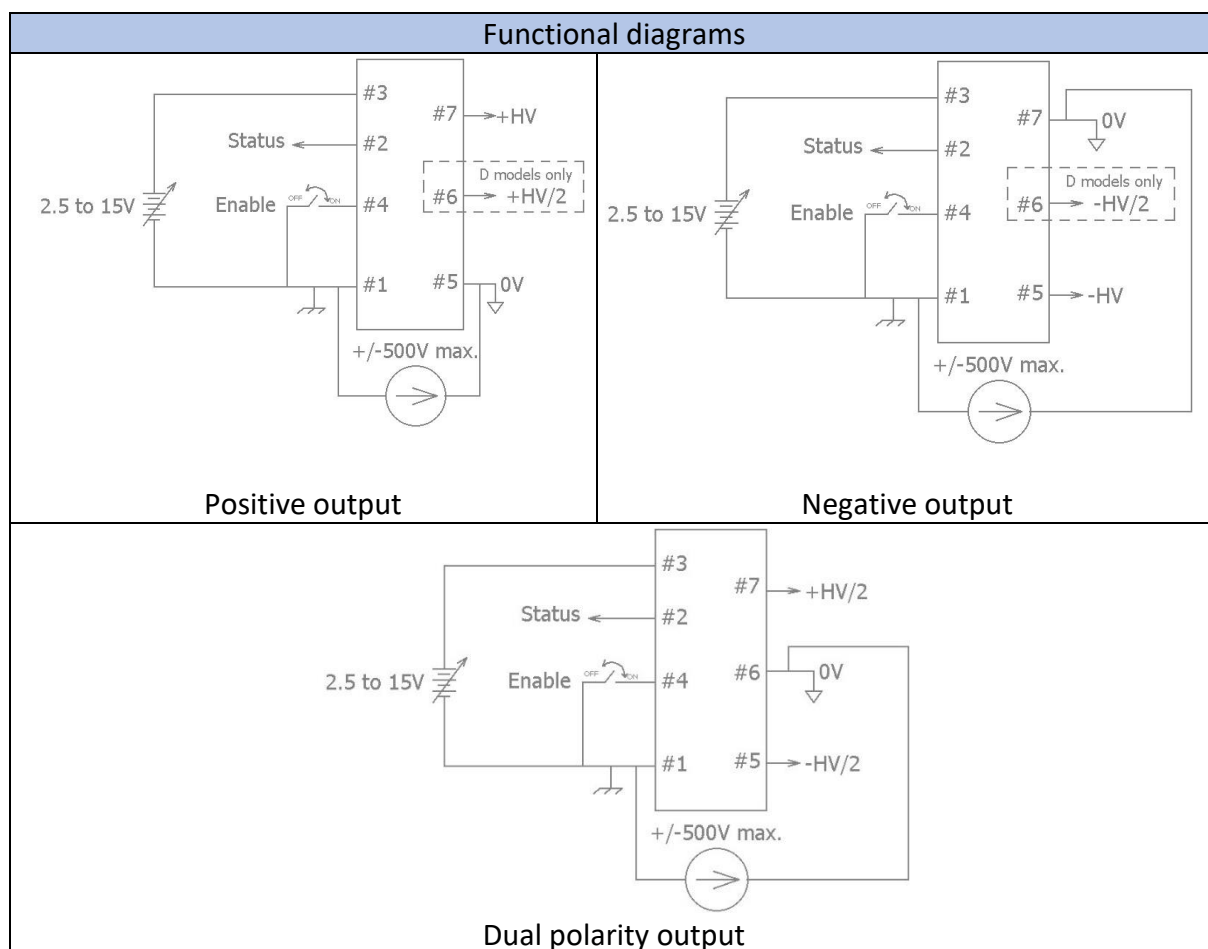 Functional diagrams
#3
#7
+HV
Status
#2
D models only
#6
+HV/2
2.5 to 15V
Enable
OFF
ON
#4
#1
#5
0V
+/-500V max.
Positive output
#3
#7
0V
Status
#2
D models only
#6
-HV/2
2.5 to 15V
Enable
OFF
ON
#4
#1
#5
-HV
+/-500V max.
Negative output
#3
#7
+HV/2
Status
#2
#6
0V
2.5 to 15V
Enable
OFF
ON
#4
#1
#5
-HV/2
+/-500V max.
Dual polarity output